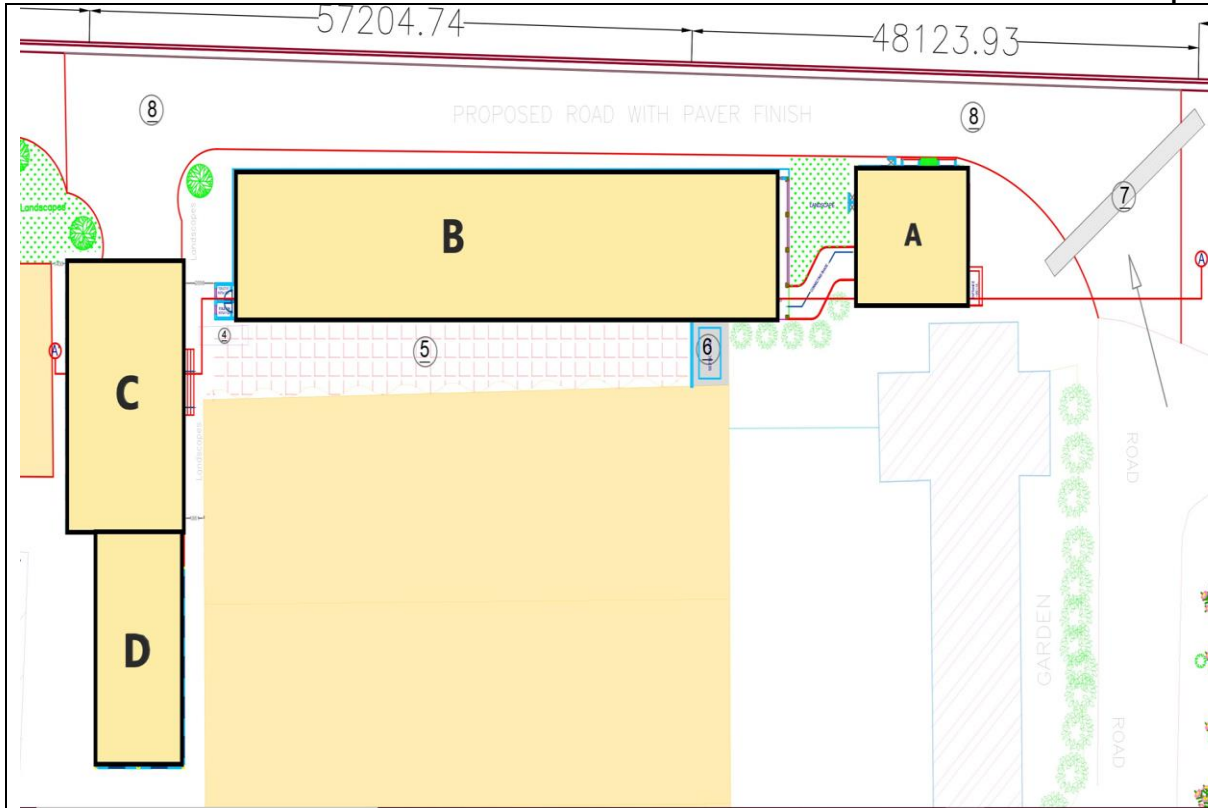 57204.74
48123.93
8
PROPOSED ROAD WITH PAVER FINISH
8
7
Landscaped
Landscapes
B
A
A
4
5
6
A
C
Landscapes
ROAD
D
GARDEN
ROAD